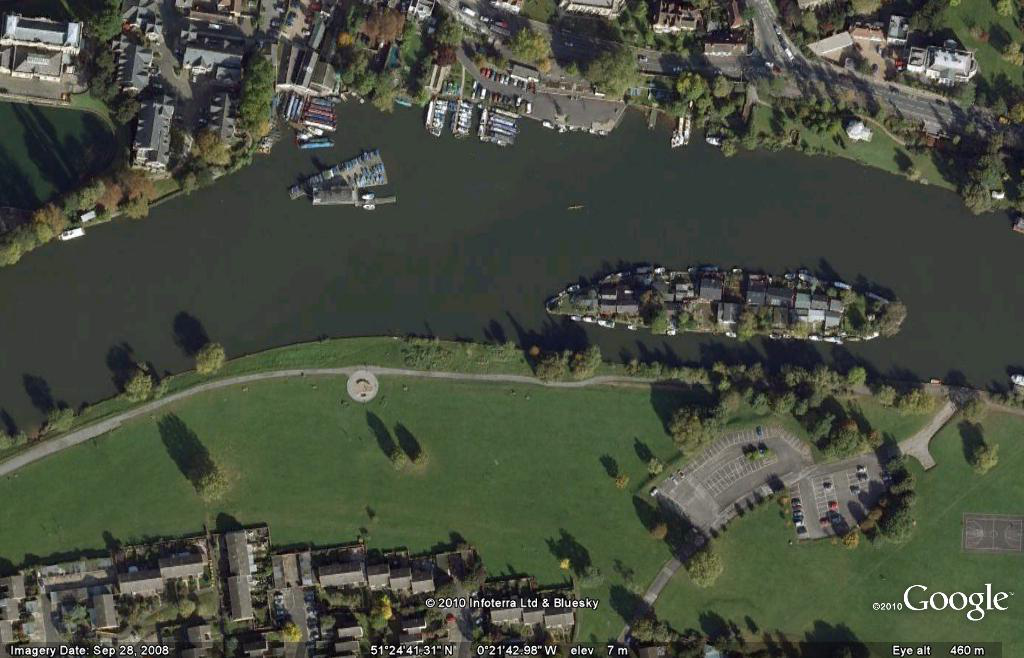 © 2010 Infoterra Ltd & Bluesky
©2010 Google™
Imagery Date: Sep 28, 2008 51°24'41.31" N 0°21'42.98" W elev 7 m Eye alt 460 m